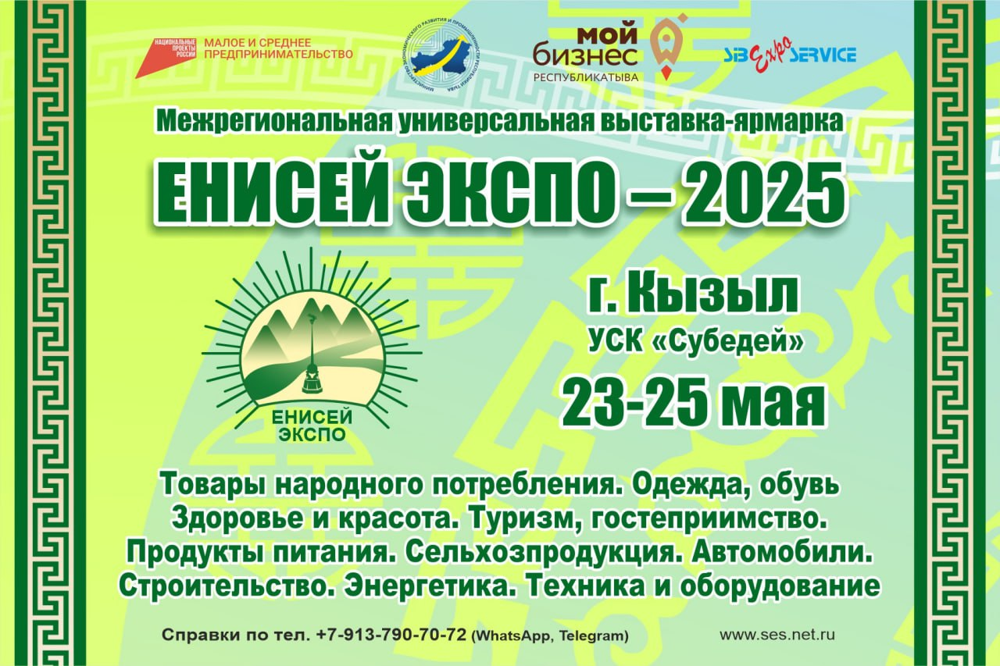 НАЦИОНАЛЬНЫЕ
ПРОЕКТЫ
РОССИИ
МАЛОЕ И СРЕДНЕЕ
ПРЕДПРИНИМАТЕЛЬСТВО
МИНИСТЕРСТВО ЭКОНОМИЧЕСКОГО РАЗВИТИЯ И ПРОМЫШЛЕННОСТИ РЕСПУБЛИКИ ТЫВА
МОЙ
бизнес
РЕСПУБЛИКАТЫВА
SIB Expo SERVICE
Межрегиональная универсальная выставка-ярмарка
ЕНИСЕЙ ЭКСПО – 2025
г. Кызыл
УСК «Субедей»
23-25 мая
ЕНИСЕЙ
ЭКСПО
Товары народного потребления. Одежда, обувь
Здоровье и красота. Туризм, гостеприимство.
Продукты питания. Сельхозпродукция. Автомобили.
Строительство. Энергетика. Техника и оборудование
Справки по тел. +7-913-790-70-72 (WhatsApp, Telegram)
www.ses.net.ru